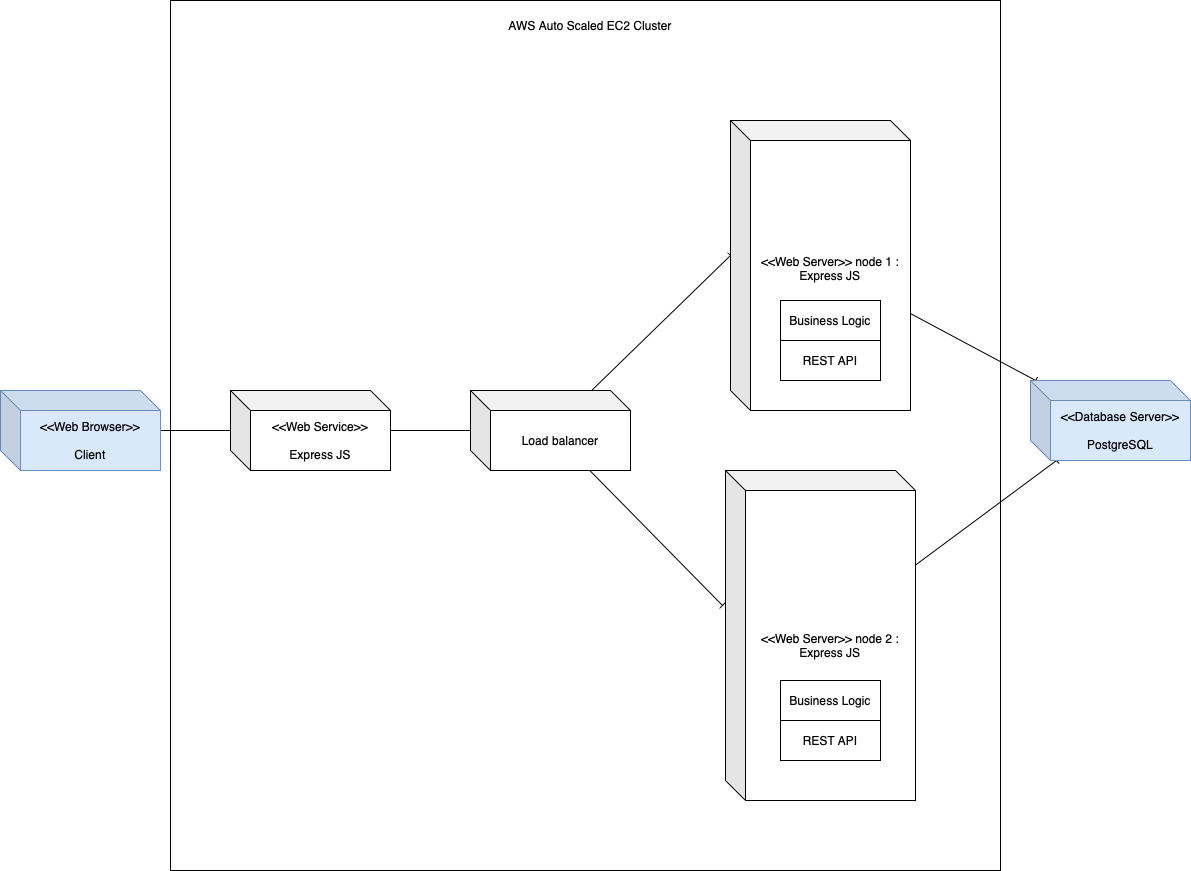 AWS Auto Scaled EC2 Cluster
<<Web Browser>>
Client
<<Web Service>>
Express JS
Load balancer
<<Web Server>> node 1 :
Express JS
Business Logic
REST API
<<Web Server>> node 2 :
Express JS
Business Logic
REST API
<<Database Server>>
PostgreSQL